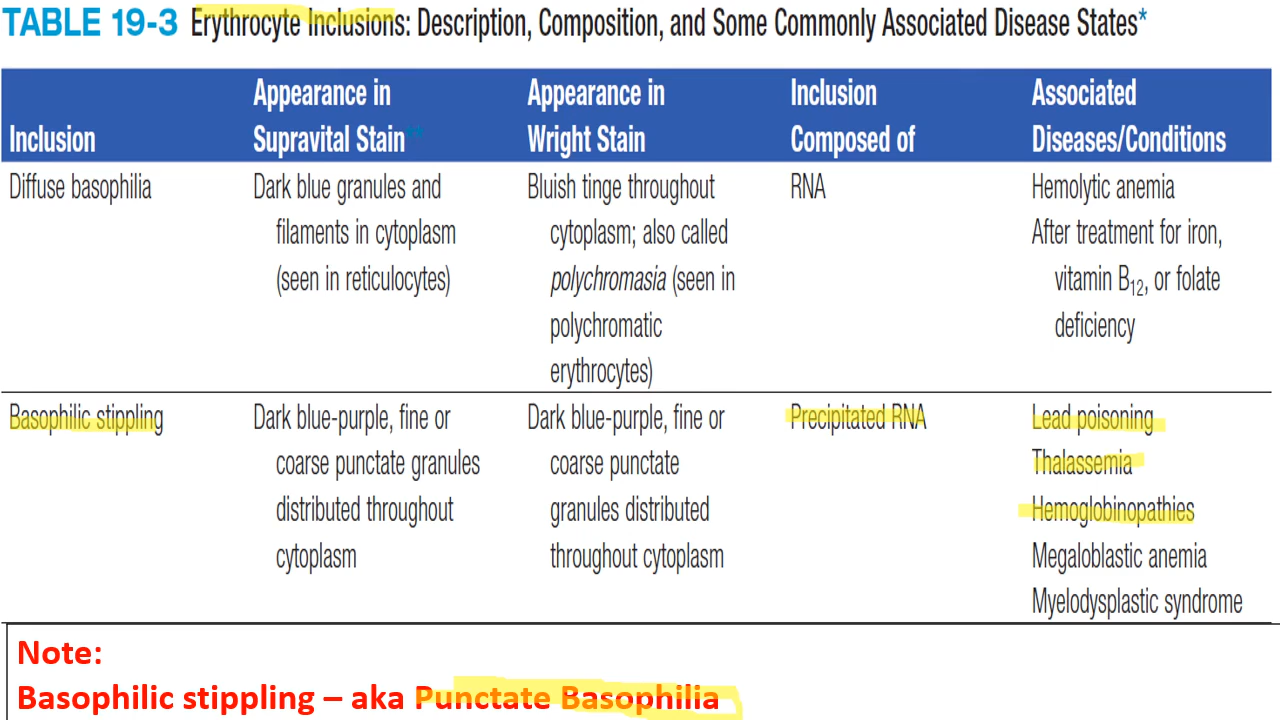 TABLE 19-3 Erythrocyte Inclusions: Description, Composition, and Some Commonly Associated Disease States*
Inclusion
Appearance in
Supravital Stain**
Appearance in
Wright Stain
Inclusion
Composed of
Associated
Diseases/Conditions
Diffuse basophilia
Dark blue granules and
filaments in cytoplasm
(seen in reticulocytes)
Bluish tinge throughout
cytoplasm; also called
polychromasia (seen in
polychromatic
erythrocytes)
RNA
Hemolytic anemia
After treatment for iron,
vitamin B12, or folate
deficiency
Basophilic stippling
Dark blue-purple, fine or
coarse punctate granules
distributed throughout
cytoplasm
Dark blue-purple, fine or
coarse punctate
granules distributed
throughout cytoplasm
Precipitated RNA
Lead poisoning
Thalassemia
Hemoglobinopathies
Megaloblastic anemia
Myelodysplastic syndrome
Note:
Basophilic stippling – aka Punctate Basophilia